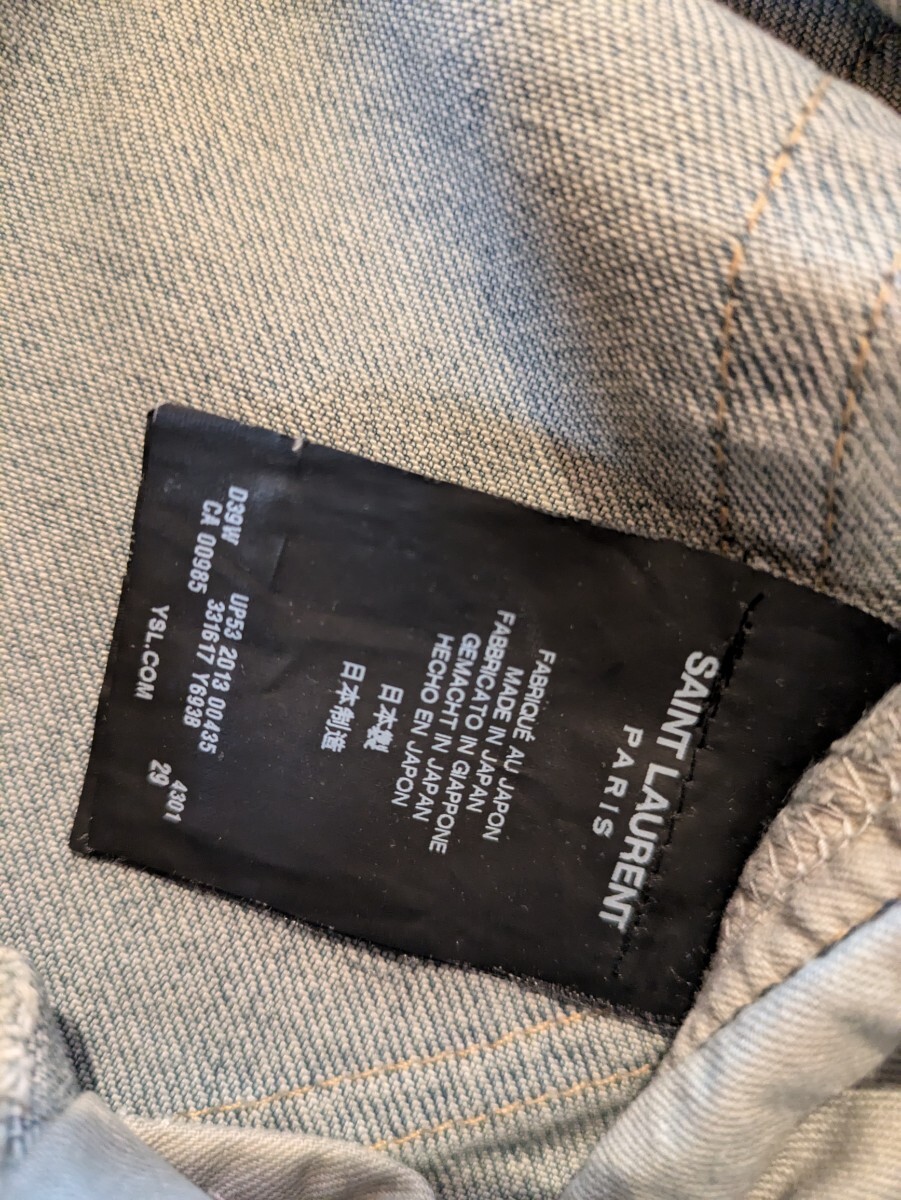 SAINT LAURENT
PARIS
FABRIQUÉ AU JAPON
MADE IN JAPAN
FABBRICATO IN GIAPPONE
GEMACHT IN JAPAN
HECHO EN JAPON
日本製
日本制造
D39W UP53 2013 00435
CA 00985 331617 Y693B
4301
YSL.COM 29